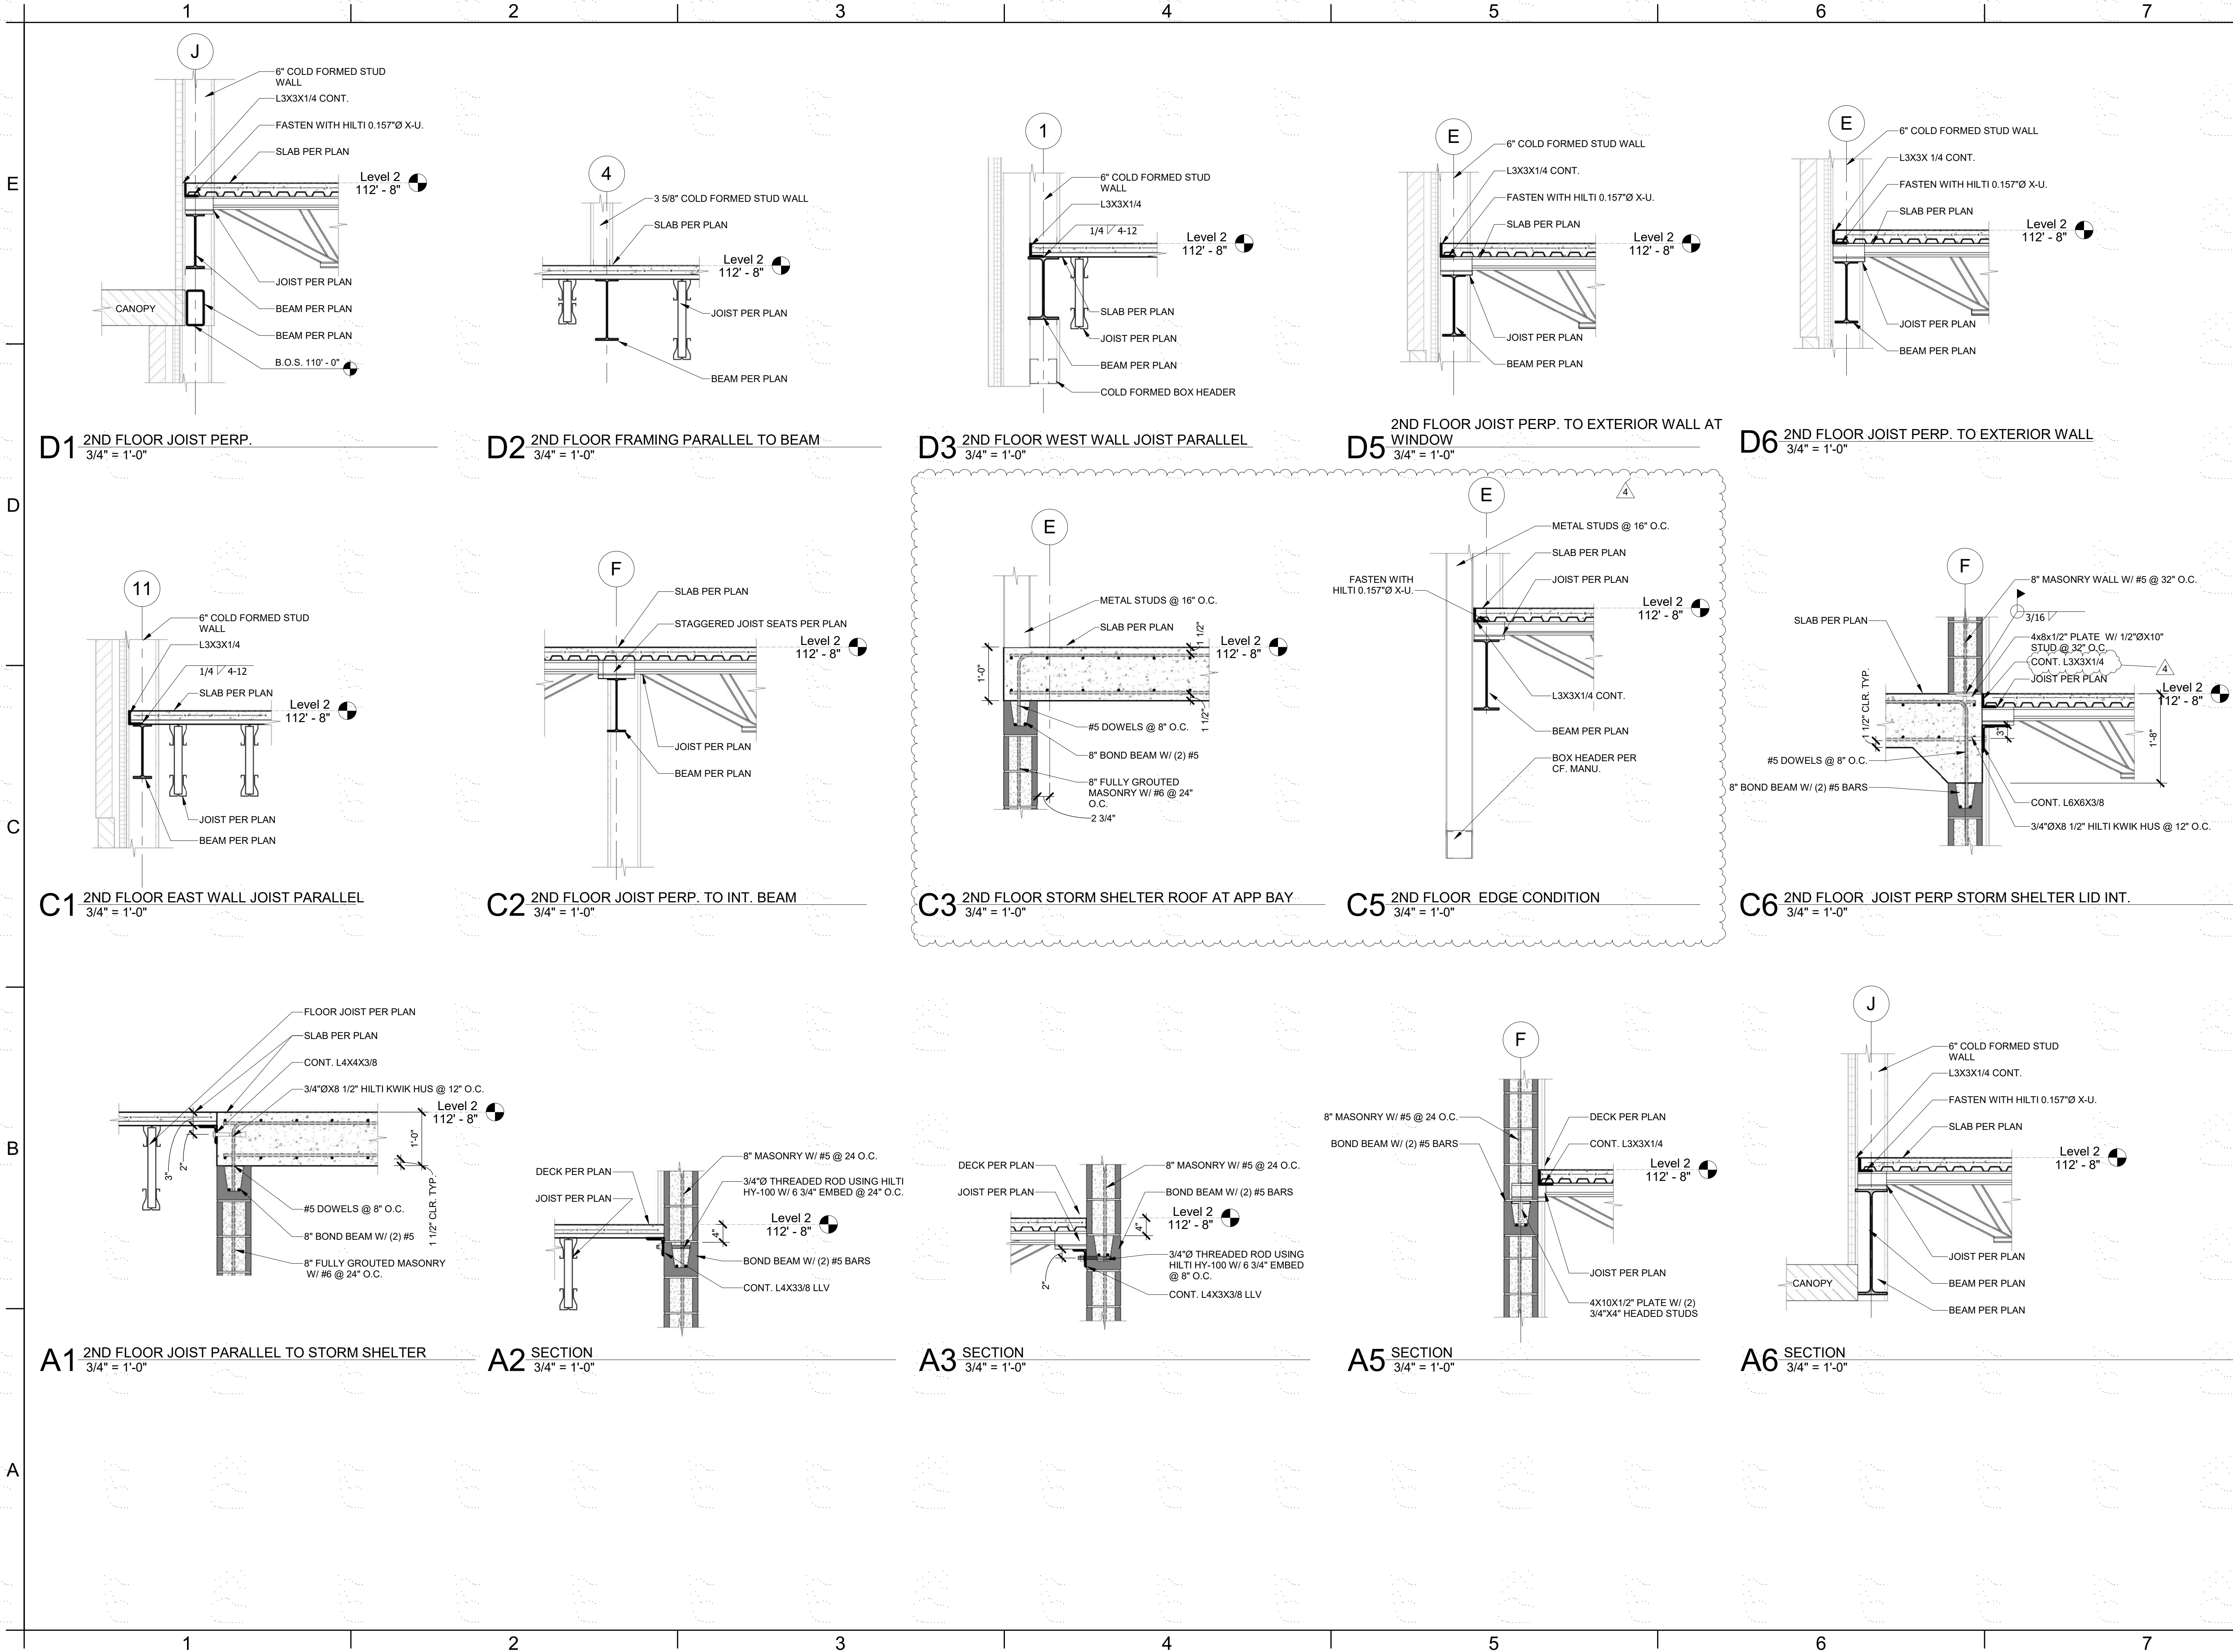 1 2 3 4 5 6 7
E
D
C
B
A
J
6" COLD FORMED STUD
WALL
L3X3X1/4 CONT.
FASTEN WITH HILTI 0.157"Ø X-U.
SLAB PER PLAN
Level 2
112' - 8"
JOIST PER PLAN
BEAM PER PLAN
CANOPY
BEAM PER PLAN
B.O.S. 110' - 0"
D1 2ND FLOOR JOIST PERP.
3/4" = 1'-0"
4
3 5/8" COLD FORMED STUD WALL
SLAB PER PLAN
Level 2
112' - 8"
JOIST PER PLAN
BEAM PER PLAN
D2 2ND FLOOR FRAMING PARALLEL TO BEAM
3/4" = 1'-0"
1
6" COLD FORMED STUD
WALL
L3X3X1/4
1/4 4-12
Level 2
112' - 8"
SLAB PER PLAN
JOIST PER PLAN
BEAM PER PLAN
COLD FORMED BOX HEADER
D3 2ND FLOOR WEST WALL JOIST PARALLEL
3/4" = 1'-0"
E
6" COLD FORMED STUD WALL
L3X3X1/4 CONT.
FASTEN WITH HILTI 0.157"Ø X-U.
SLAB PER PLAN
Level 2
112' - 8"
JOIST PER PLAN
BEAM PER PLAN
D5 2ND FLOOR JOIST PERP. TO EXTERIOR WALL AT
WINDOW
3/4" = 1'-0"
E
6" COLD FORMED STUD WALL
L3X3X 1/4 CONT.
FASTEN WITH HILTI 0.157"Ø X-U.
SLAB PER PLAN
Level 2
112' - 8"
JOIST PER PLAN
BEAM PER PLAN
D6 2ND FLOOR JOIST PERP. TO EXTERIOR WALL
3/4" = 1'-0"
11
6" COLD FORMED STUD
WALL
L3X3X1/4
1/4 4-12
SLAB PER PLAN
Level 2
112' - 8"
JOIST PER PLAN
BEAM PER PLAN
C1 2ND FLOOR EAST WALL JOIST PARALLEL
3/4" = 1'-0"
F
SLAB PER PLAN
STAGGERED JOIST SEATS PER PLAN
Level 2
112' - 8"
JOIST PER PLAN
BEAM PER PLAN
C2 2ND FLOOR JOIST PERP. TO INT. BEAM
3/4" = 1'-0"
E
METAL STUDS @ 16" O.C.
SLAB PER PLAN
1 1/2"
Level 2
112' - 8"
1'-0"
1 1/2"
#5 DOWELS @ 8" O.C.
8" BOND BEAM W/ (2) #5
8" FULLY GROUTED
MASONRY W/ #6 @ 24"
O.C.
2 3/4"
C3 2ND FLOOR STORM SHELTER ROOF AT APP BAY
3/4" = 1'-0"
E
4
METAL STUDS @ 16" O.C.
SLAB PER PLAN
FASTEN WITH
HILTI 0.157"Ø X-U.
JOIST PER PLAN
Level 2
112' - 8"
L3X3X1/4 CONT.
BEAM PER PLAN
BOX HEADER PER
CF. MANU.
C5 2ND FLOOR EDGE CONDITION
3/4" = 1'-0"
F
8" MASONRY WALL W/ #5 @ 32" O.C.
3/16
SLAB PER PLAN
4x8x1/2" PLATE W/ 1/2"ØX10"
STUD @ 32" O.C.
CONT. L3X3X1/4
4
JOIST PER PLAN
Level 2
112' - 8"
1 1/2" CLR. TYP.
3"
1'-8"
#5 DOWELS @ 8" O.C.
8" BOND BEAM W/ (2) #5 BARS
CONT. L6X6X3/8
3/4"ØX8 1/2" HILTI KWIK HUS @ 12" O.C.
C6 2ND FLOOR JOIST PERP STORM SHELTER LID INT.
3/4" = 1'-0"
FLOOR JOIST PER PLAN
SLAB PER PLAN
CONT. L4X4X3/8
3/4"ØX8 1/2" HILTI KWIK HUS @ 12" O.C.
Level 2
112' - 8"
1'-0"
3"
2"
1 1/2" CLR. TYP.
#5 DOWELS @ 8" O.C.
8" BOND BEAM W/ (2) #5
8" FULLY GROUTED MASONRY
W/ #6 @ 24" O.C.
A1 2ND FLOOR JOIST PARALLEL TO STORM SHELTER
3/4" = 1'-0"
8" MASONRY W/ #5 @ 24 O.C.
DECK PER PLAN
JOIST PER PLAN
3/4"Ø THREADED ROD USING HILTI
HY-100 W/ 6 3/4" EMBED @ 24" O.C.
Level 2
112' - 8"
4"
BOND BEAM W/ (2) #5 BARS
CONT. L4X33/8 LLV
A2 SECTION
3/4" = 1'-0"
DECK PER PLAN
JOIST PER PLAN
8" MASONRY W/ #5 @ 24 O.C.
BOND BEAM W/ (2) #5 BARS
Level 2
112' - 8"
4"
2"
3/4"Ø THREADED ROD USING
HILTI HY-100 W/ 6 3/4" EMBED
@ 8" O.C.
CONT. L4X3X3/8 LLV
A3 SECTION
3/4" = 1'-0"
F
8" MASONRY W/ #5 @ 24 O.C.
BOND BEAM W/ (2) #5 BARS
DECK PER PLAN
CONT. L3X3X1/4
Level 2
112' - 8"
JOIST PER PLAN
4X10X1/2" PLATE W/ (2)
3/4"X4" HEADED STUDS
A5 SECTION
3/4" = 1'-0"
J
6" COLD FORMED STUD
WALL
L3X3X1/4 CONT.
FASTEN WITH HILTI 0.157"Ø X-U.
SLAB PER PLAN
Level 2
112' - 8"
JOIST PER PLAN
CANOPY
BEAM PER PLAN
BEAM PER PLAN
A6 SECTION
3/4" = 1'-0"
1 2 3 4 5 6 7